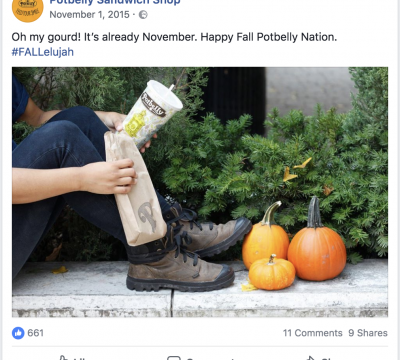 Potbelly Sandwich Shop
November 1, 2015 ·
Oh my gourd! It's already November. Happy Fall Potbelly Nation.
#FALLelujah
Potbelly
661
11 Comments 9 Shares